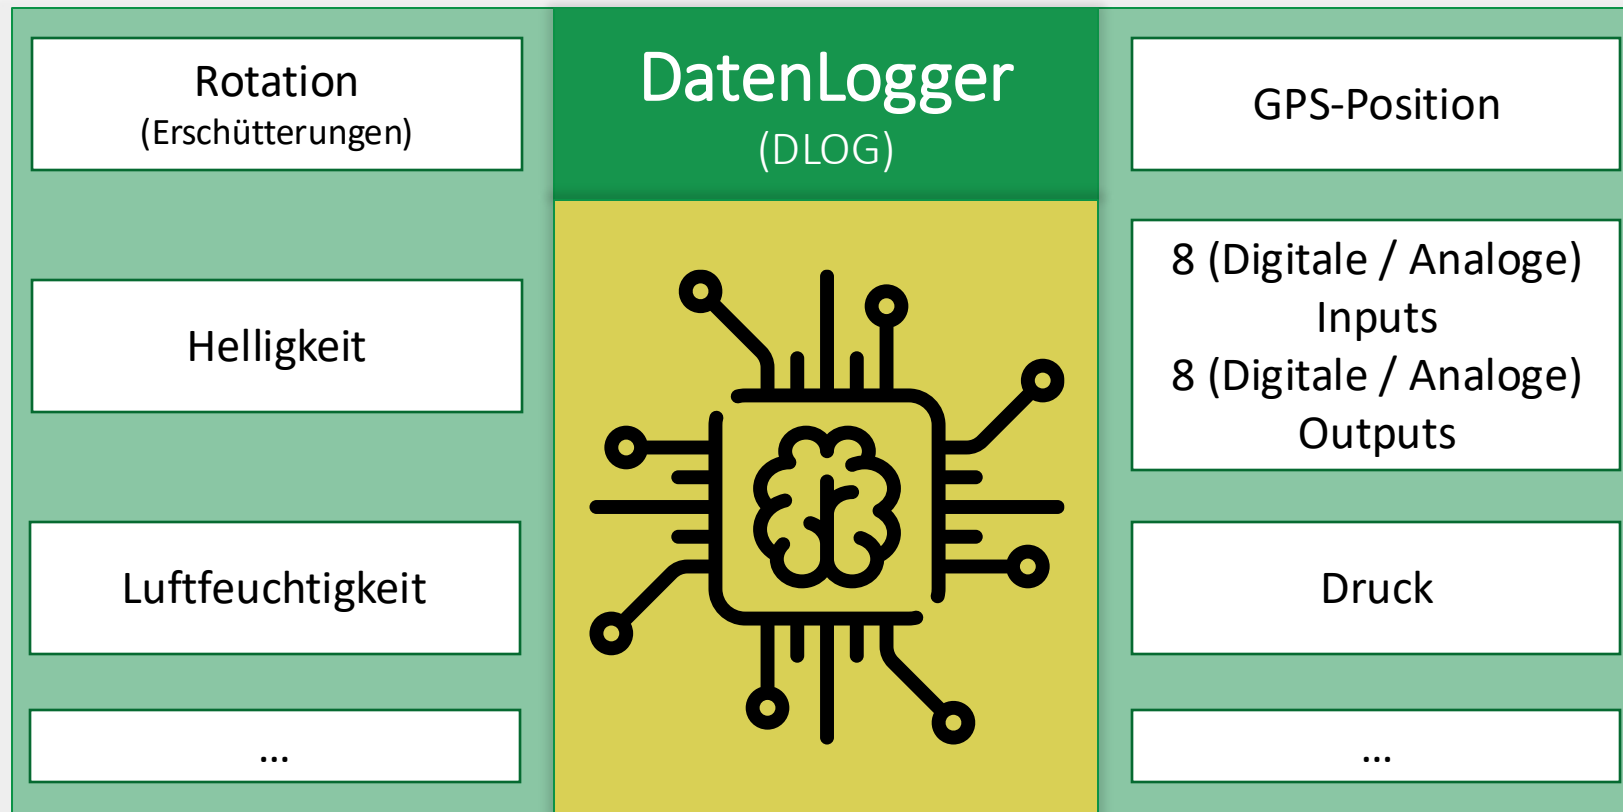 Rotation
(Erschütterungen)
Helligkeit
Luftfeuchtigkeit
...
DatenLogger
(DLOG)
GPS-Position
8 (Digitale / Analoge)
Inputs
8 (Digitale / Analoge)
Outputs
Druck
...